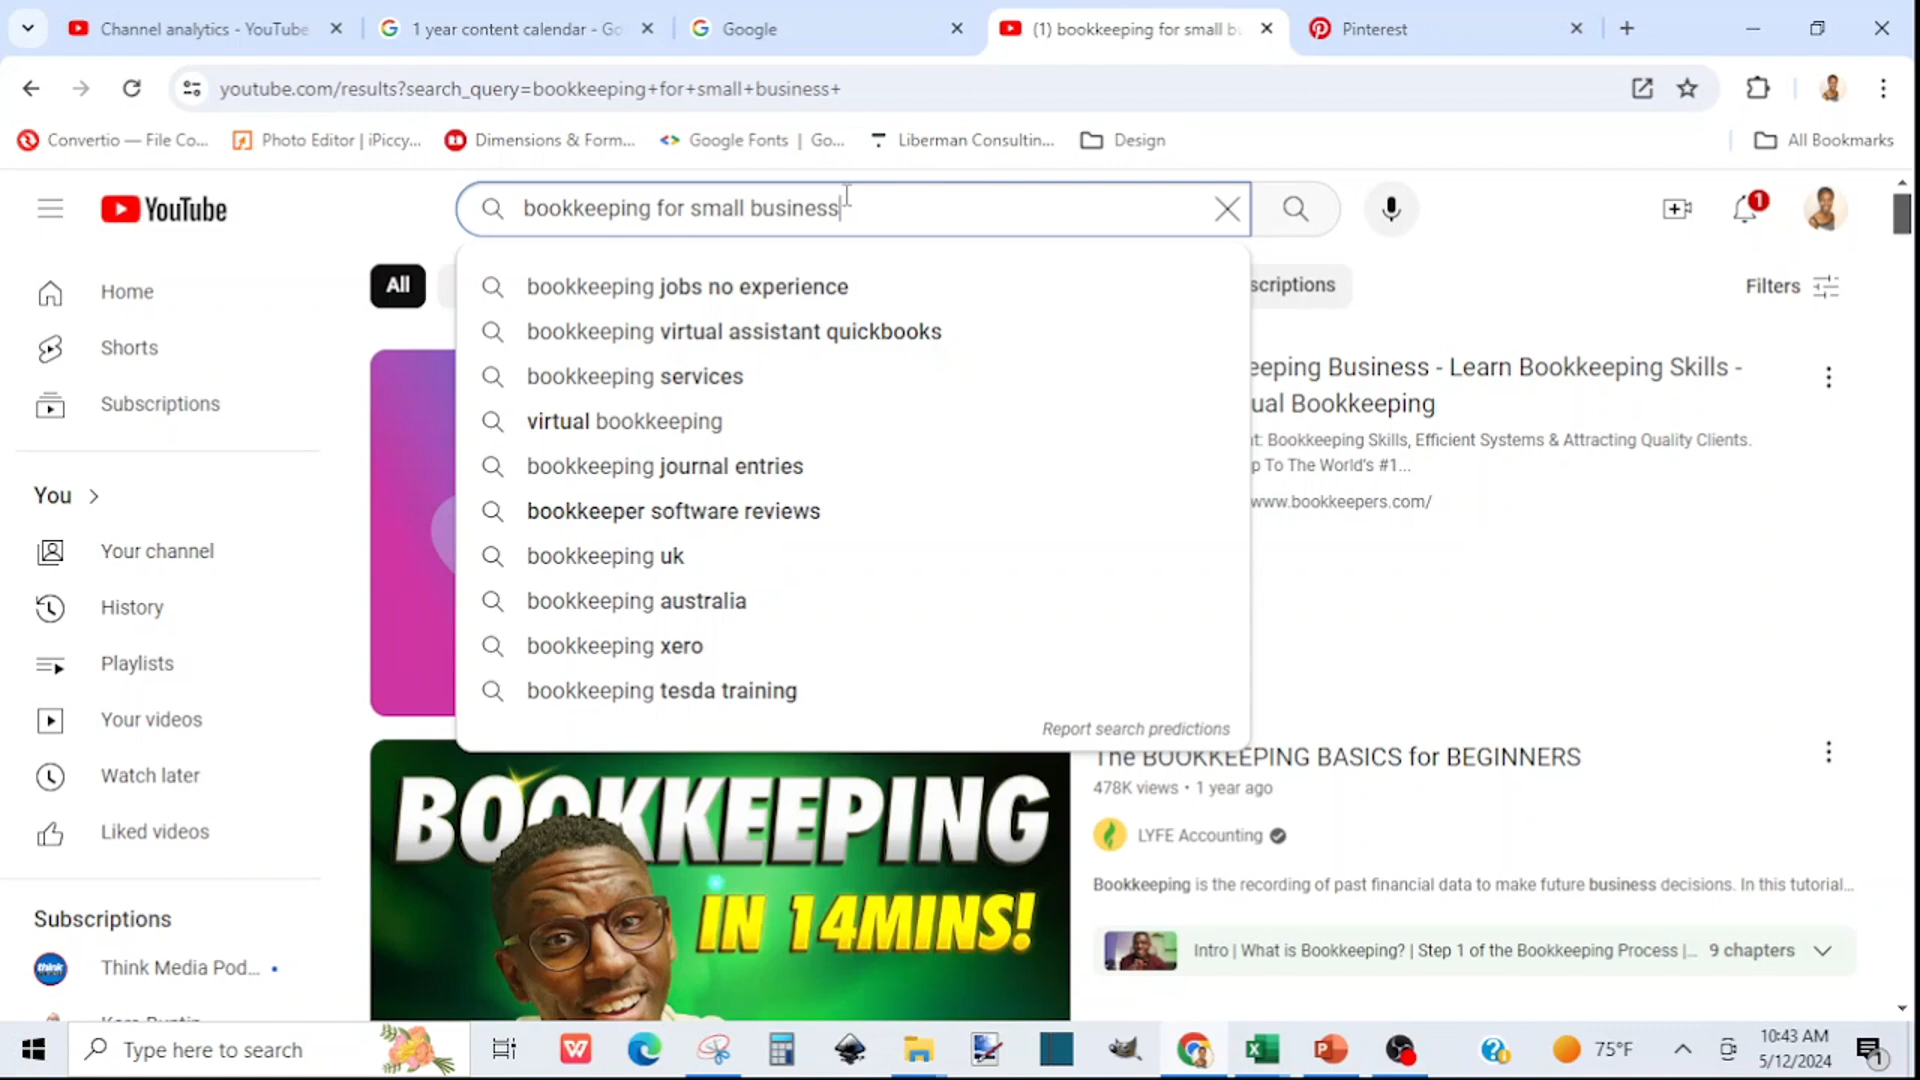 Channel analytics - YouTube
1 year content calendar - Go
Google
(1) bookkeeping for small bu
Pinterest
youtube.com/results?search_query=bookkeeping+for+small+business+
Convertio — File Co...
Photo Editor | iPiccy...
Dimensions & Form...
Google Fonts | Go...
Liberman Consultin...
Design
All Bookmarks
YouTube
bookkeeping for small business
1
Home
Shorts
Subscriptions
You
Your channel
History
Playlists
Your videos
Watch later
Liked videos
Subscriptions
Think Media Pod...
All
bookkeeping jobs no experience
bookkeeping virtual assistant quickbooks
bookkeeping services
virtual bookkeeping
bookkeeping journal entries
bookkeeper software reviews
bookkeeping uk
bookkeeping australia
bookkeeping xero
bookkeeping tesda training
Report search predictions
scriptions
Filters
eeping Business - Learn Bookkeeping Skills -
ual Bookkeeping
t: Bookkeeping Skills, Efficient Systems & Attracting Quality Clients.
p To The World's #1...
www.bookkeepers.com/
BOOKKEEPING
IN 14MINS!
The BOOKKEEPING BASICS for BEGINNERS
478K views • 1 year ago
LYFE Accounting
Bookkeeping is the recording of past financial data to make future business decisions. In this tutorial...
Intro | What is Bookkeeping? | Step 1 of the Bookkeeping Process |...
9 chapters
Type here to search
75°F
10:43 AM
5/12/2024
1